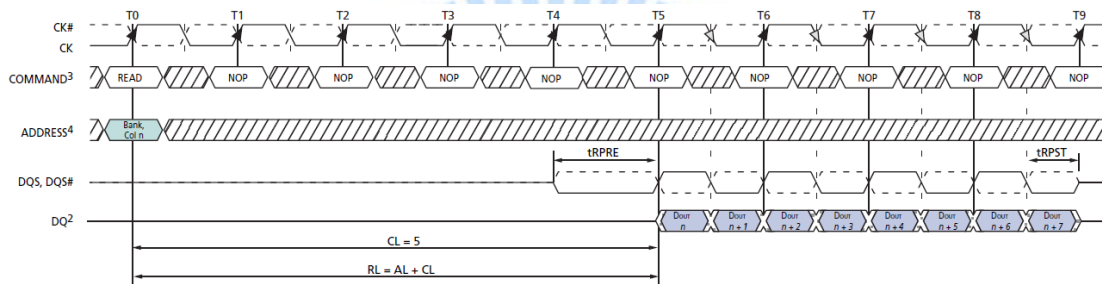 T0 T1 T2 T3 T4 T5 T6 T7 T8 T9
CK#
CK
COMMAND3 READ NOP NOP NOP NOP NOP NOP NOP NOP NOP
ADDRESS4 Bank, Col n
tRPRE tRPST
DQS, DQS#
DQ2 DOUT n DOUT n + 1 DOUT n + 2 DOUT n + 3 DOUT n + 4 DOUT n + 5 DOUT n + 6 DOUT n + 7
CL = 5
RL = AL + CL